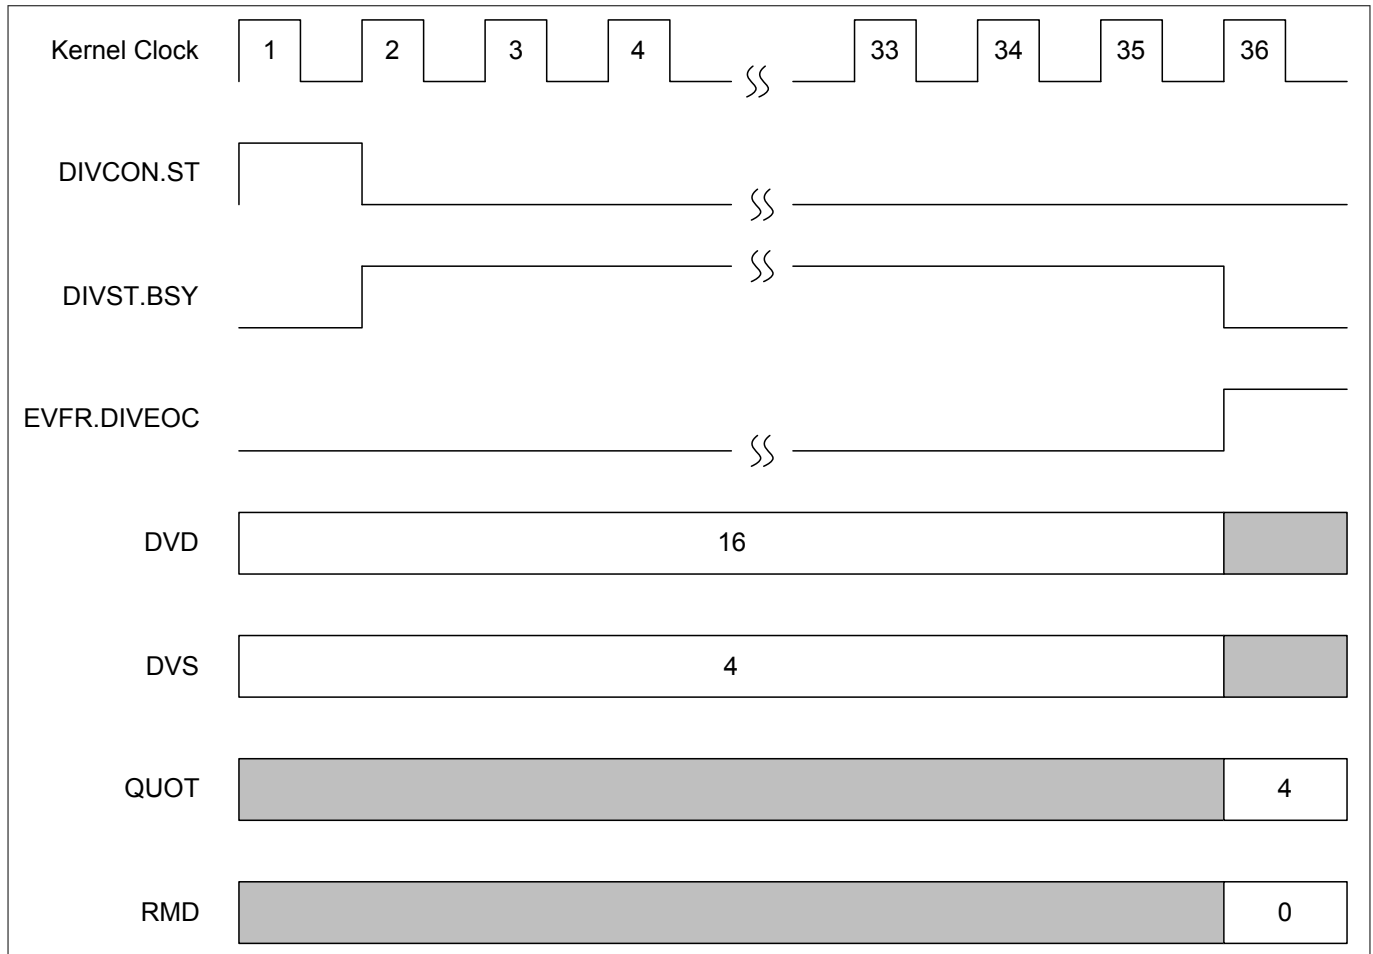 Kernel Clock 1 2 3 4 33 34 35 36
DIVCON.ST
DIVST.BSY
EVFR.DIVEOC
DVD 16
DVS 4
QUOT 4
RMD 0